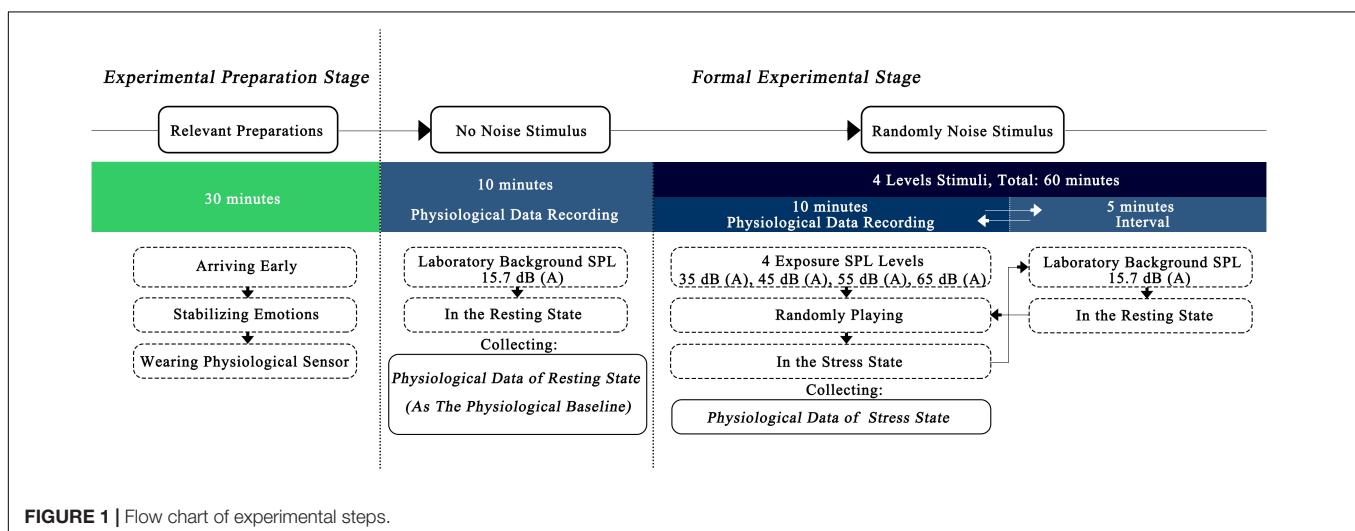 Experimental Preparation Stage
Formal Experimental Stage
Relevant Preparations
No Noise Stimulus
Randomly Noise Stimulus
30 minutes
10 minutes
Physiological Data Recording
4 Levels Stimuli, Total: 60 minutes
10 minutes
Physiological Data Recording
5 minutes
Interval
Arriving Early
Stabilizing Emotions
Wearing Physiological Sensor
Laboratory Background SPL
15.7 dB (A)
In the Resting State
Collecting:
Physiological Data of Resting State
(As The Physiological Baseline)
4 Exposure SPL Levels
35 dB (A), 45 dB (A), 55 dB (A), 65 dB (A)
Randomly Playing
In the Stress State
Collecting:
Physiological Data of Stress State
Laboratory Background SPL
15.7 dB (A)
In the Resting State
FIGURE 1 | Flow chart of experimental steps.